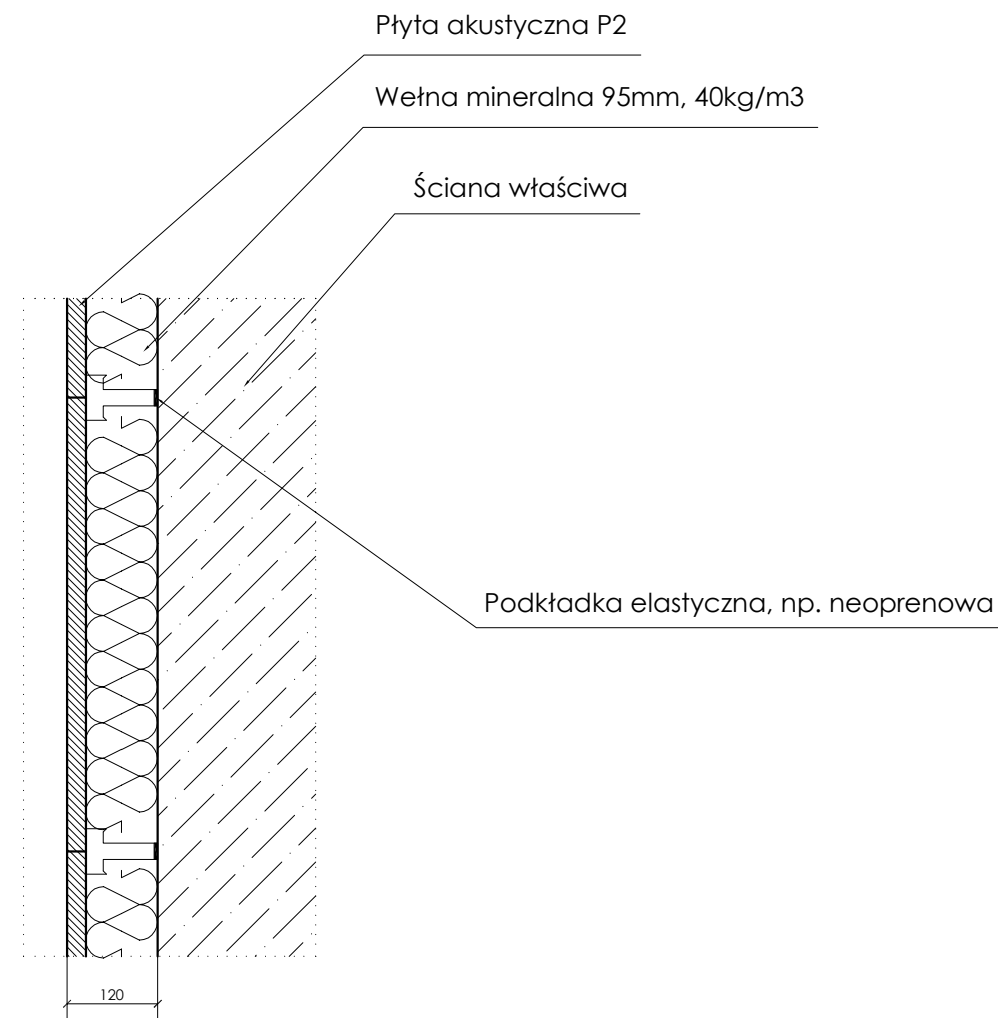 Płyta akustyczna P2
Wełna mineralna 95mm, 40kg/m3
Ściana właściwa
Podkładka elastyczna, np. neoprenowa
120